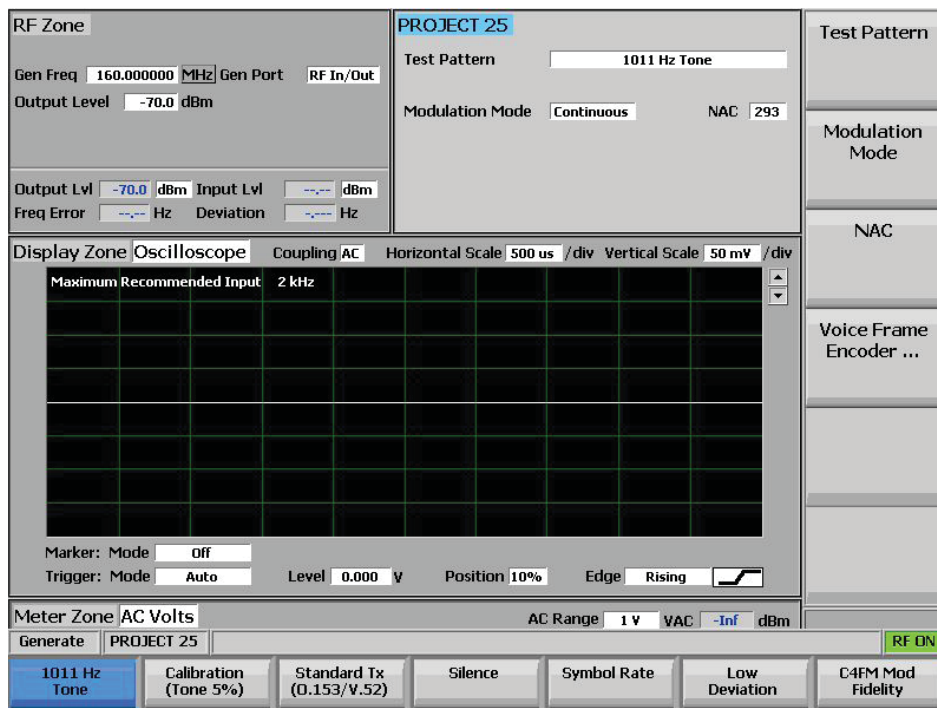 RF Zone
Gen Freq 160.000000 MHz Gen Port RF In/Out
Output Level -70.0 dBm
Output Lvl -70.0 dBm Input Lvl --.-- dBm
Freq Error --.-- Hz Deviation -.--- Hz
PROJECT 25
Test Pattern 1011 Hz Tone
Modulation Mode Continuous NAC 293
Display Zone Oscilloscope Coupling AC Horizontal Scale 500 us /div Vertical Scale 50 mV /div
Maximum Recommended Input 2 kHz
Marker: Mode Off
Trigger: Mode Auto Level 0.000 V Position 10% Edge Rising
Meter Zone AC Volts AC Range 1 V VAC -Inf dBm
Generate PROJECT 25 RF ON
Test Pattern
Modulation
Mode
NAC
Voice Frame
Encoder ...
1011 Hz
Tone
Calibration
(Tone 5%)
Standard Tx
(O.153/V.52)
Silence
Symbol Rate
Low
Deviation
C4FM Mod
Fidelity